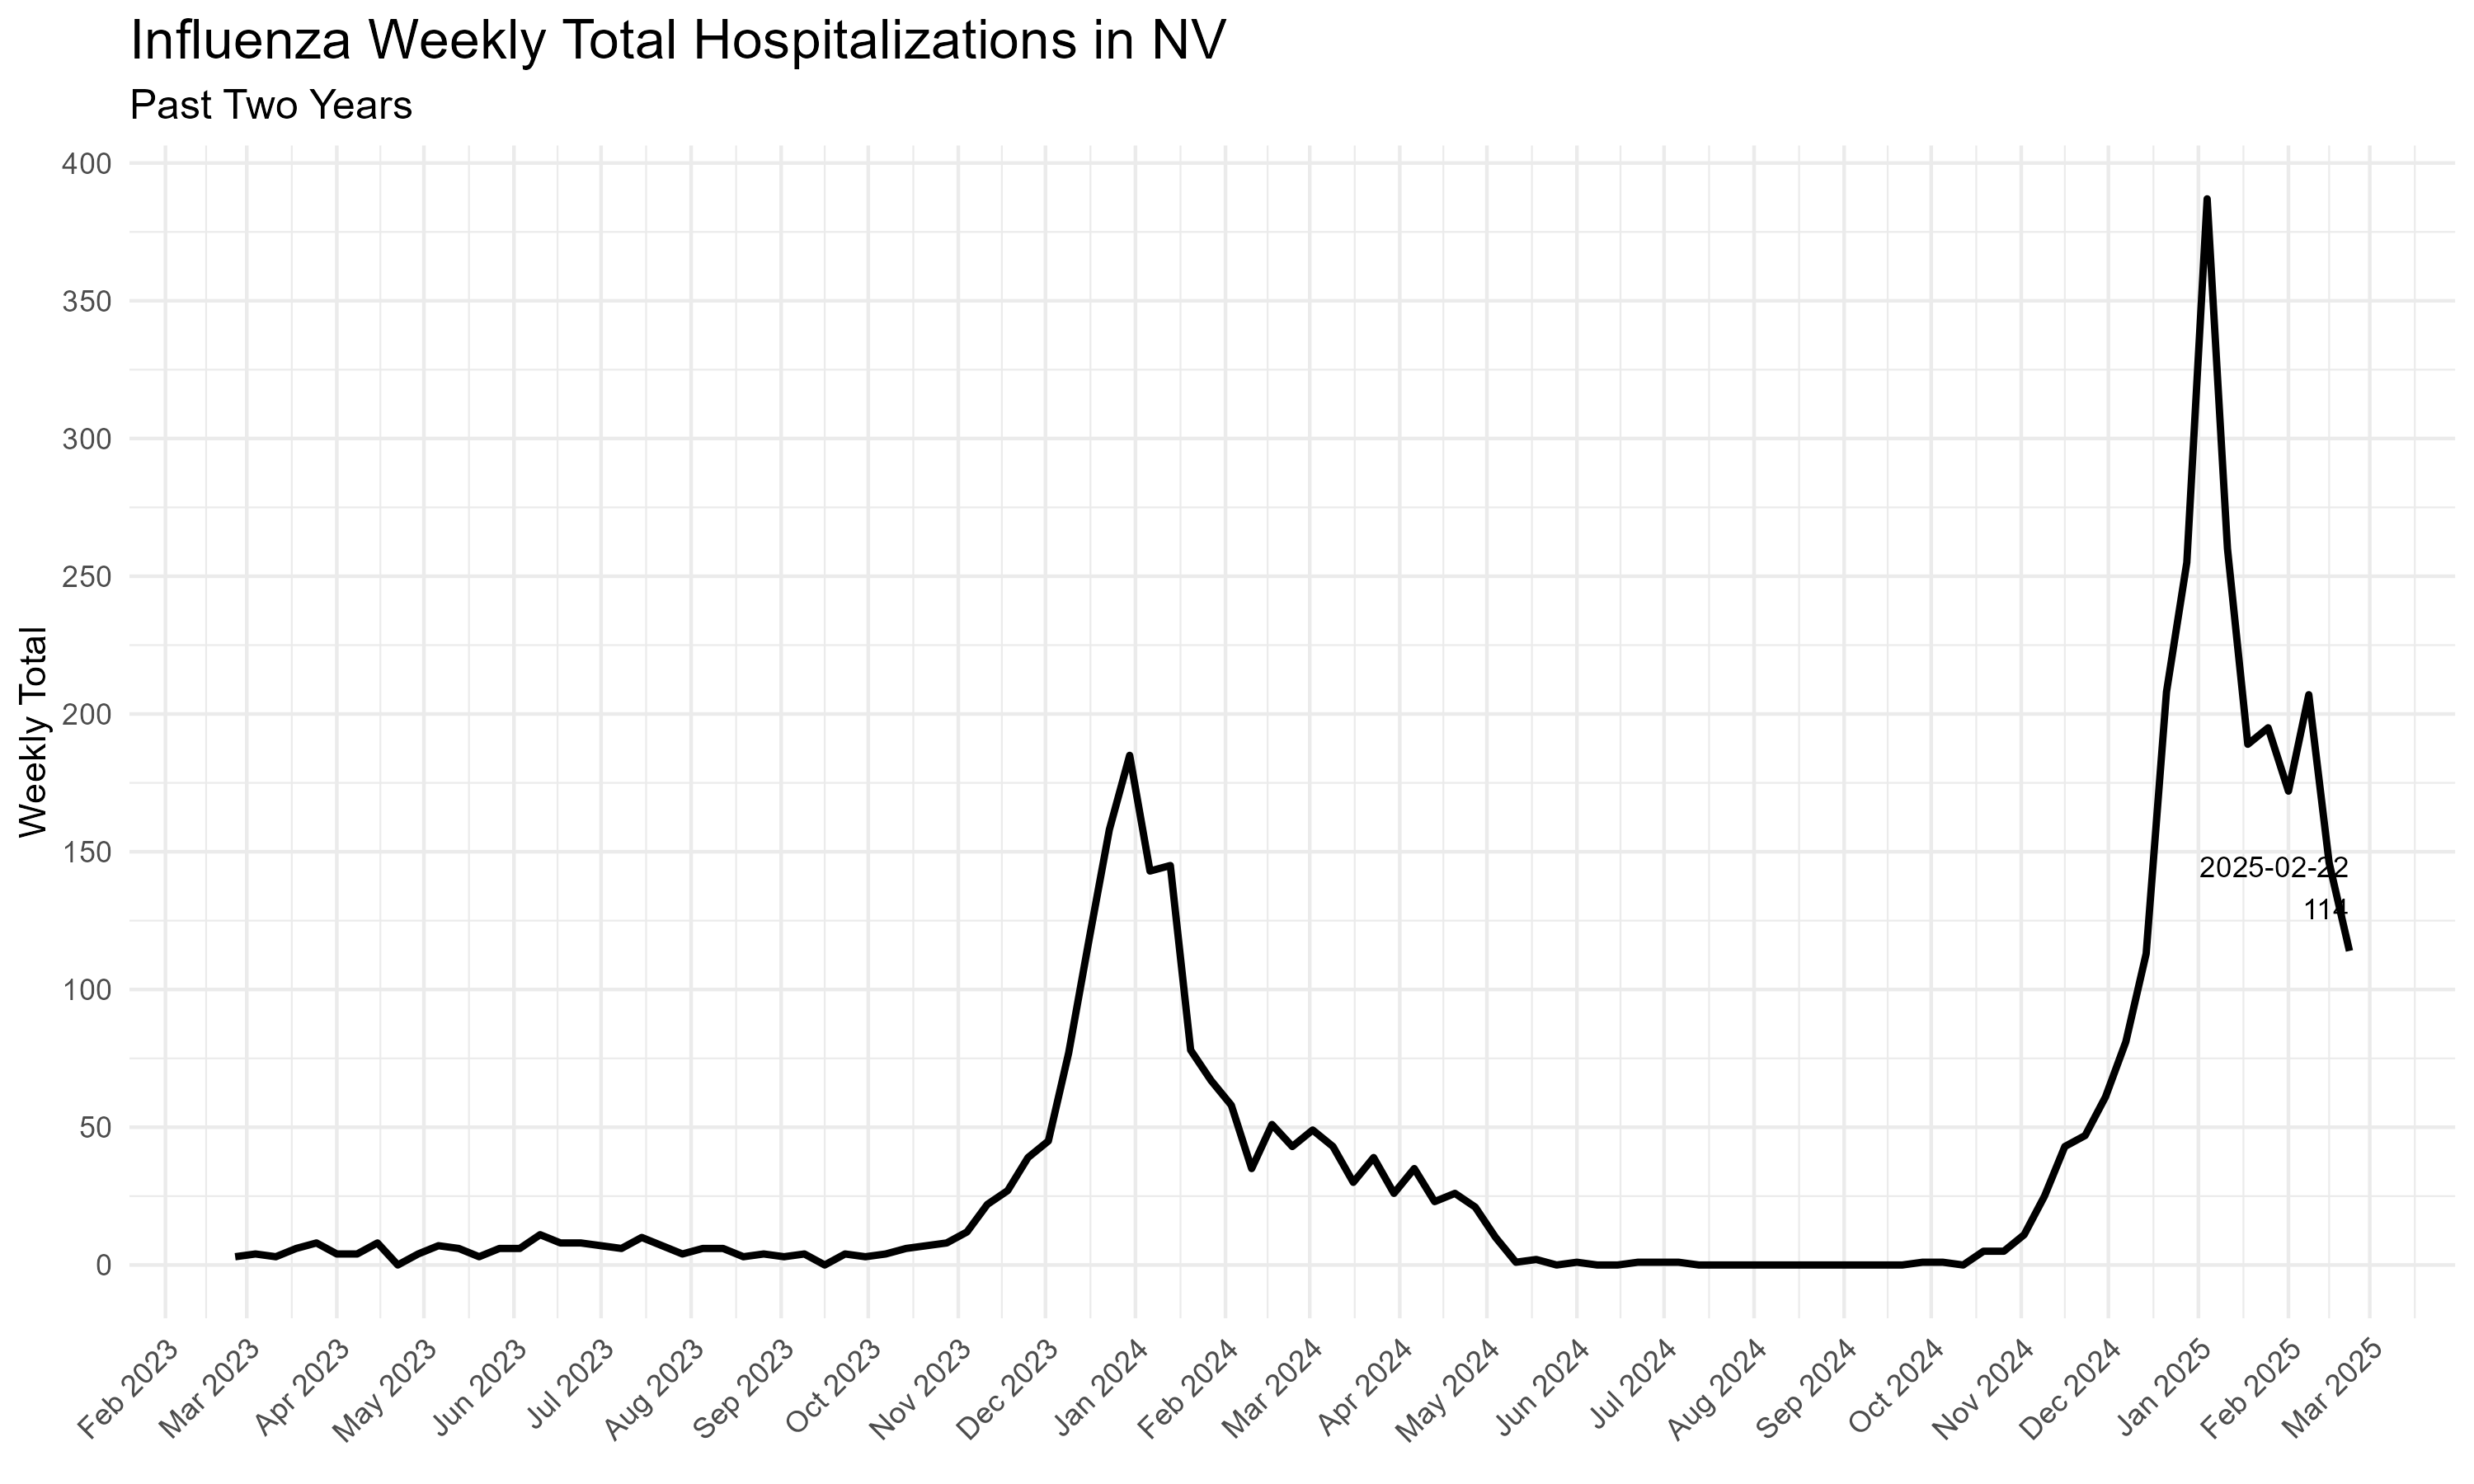 Influenza Weekly Total Hospitalizations in NV
Past Two Years
Weekly Total
400
350
300
250
200
150
100
50
0
2025-02-22
114
Feb 2023
Mar 2023
Apr 2023
May 2023
Jun 2023
Jul 2023
Aug 2023
Sep 2023
Oct 2023
Nov 2023
Dec 2023
Jan 2024
Feb 2024
Mar 2024
Apr 2024
May 2024
Jun 2024
Jul 2024
Aug 2024
Sep 2024
Oct 2024
Nov 2024
Dec 2024
Jan 2025
Feb 2025
Mar 2025